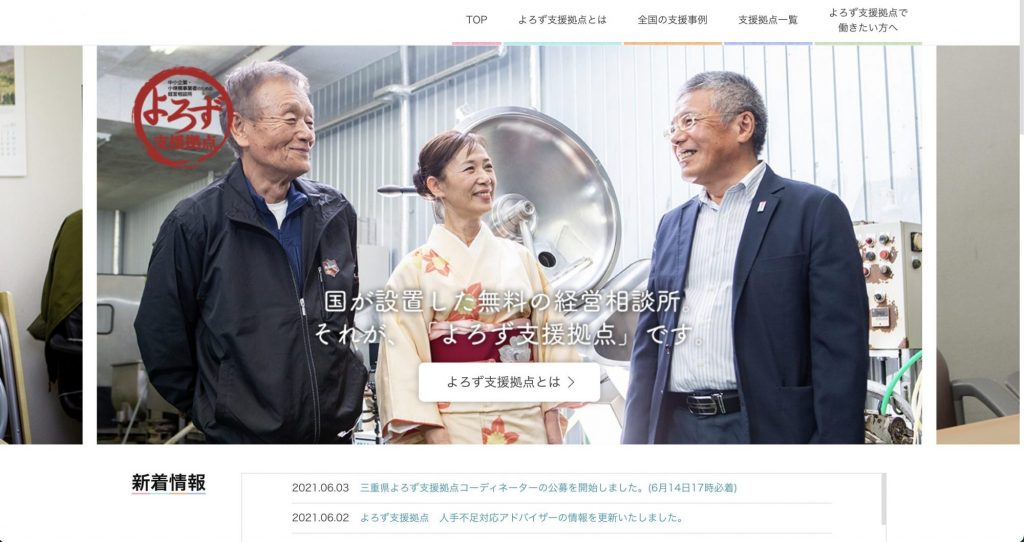 TOP
よろず支援拠点とは
全国の支援事例
支援拠点一覧
よろず支援拠点で
働きたい方へ
中小企業・
小規模事業者のための
経営相談所
よろず
支援拠点
国が設置した無料の経営相談所。
それが、「よろず支援拠点」です。
よろず支援拠点とは
新着情報
2021.06.03 三重県よろず支援拠点コーディネーターの公募を開始しました。(6月14日17時必着)
2021.06.02 よろず支援拠点　人手不足対応アドバイザーの情報を更新いたしました。